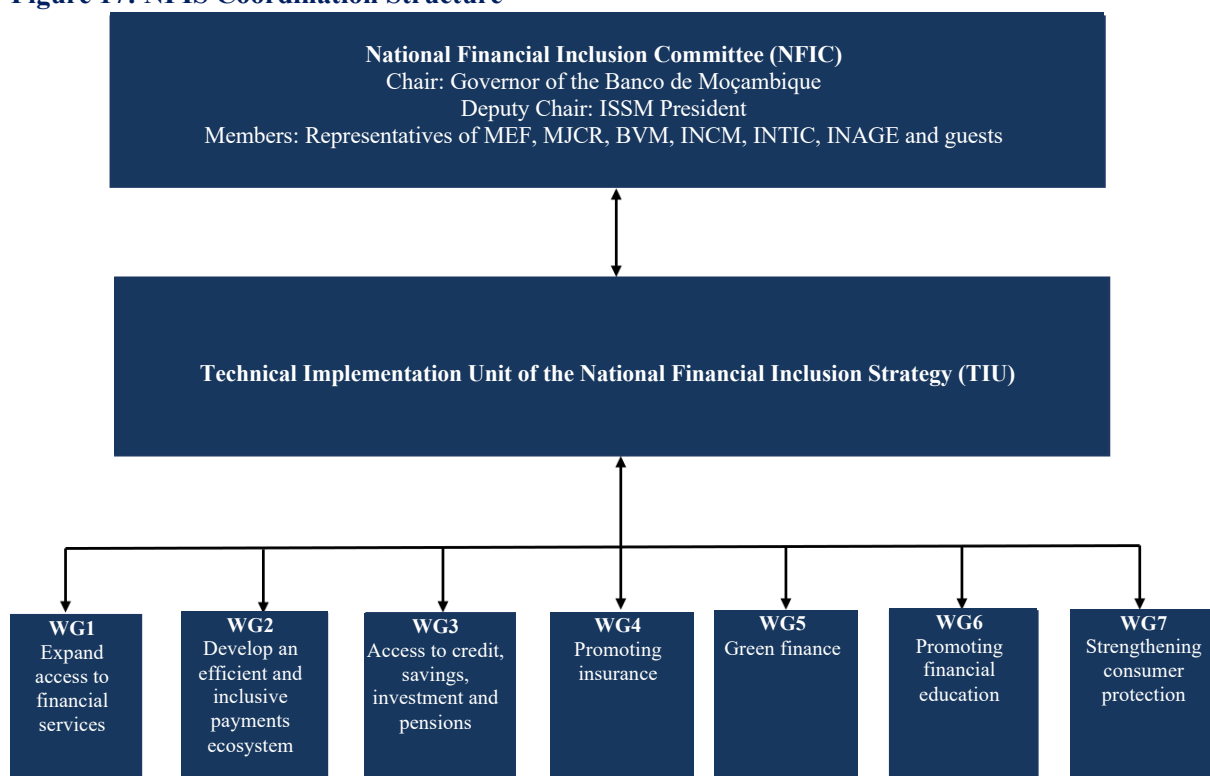 Figure 17: NFIS Coordination Structure
National Financial Inclusion Committee (NFIC)
Chair: Governor of the Banco de Moçambique
Deputy Chair: ISSM President
Members: Representatives of MEF, MJCR, BVM, INCM, INTIC, INAGE and guests
Technical Implementation Unit of the National Financial Inclusion Strategy (TIU)
WG1
Expand
access to
financial
services
WG2
Develop an
efficient and
inclusive
payments
ecosystem
WG3
Access to credit,
savings,
investment and
pensions
WG4
Promoting
insurance
WG5
Green finance
WG6
Promoting
financial
education
WG7
Strengthening
consumer
protection